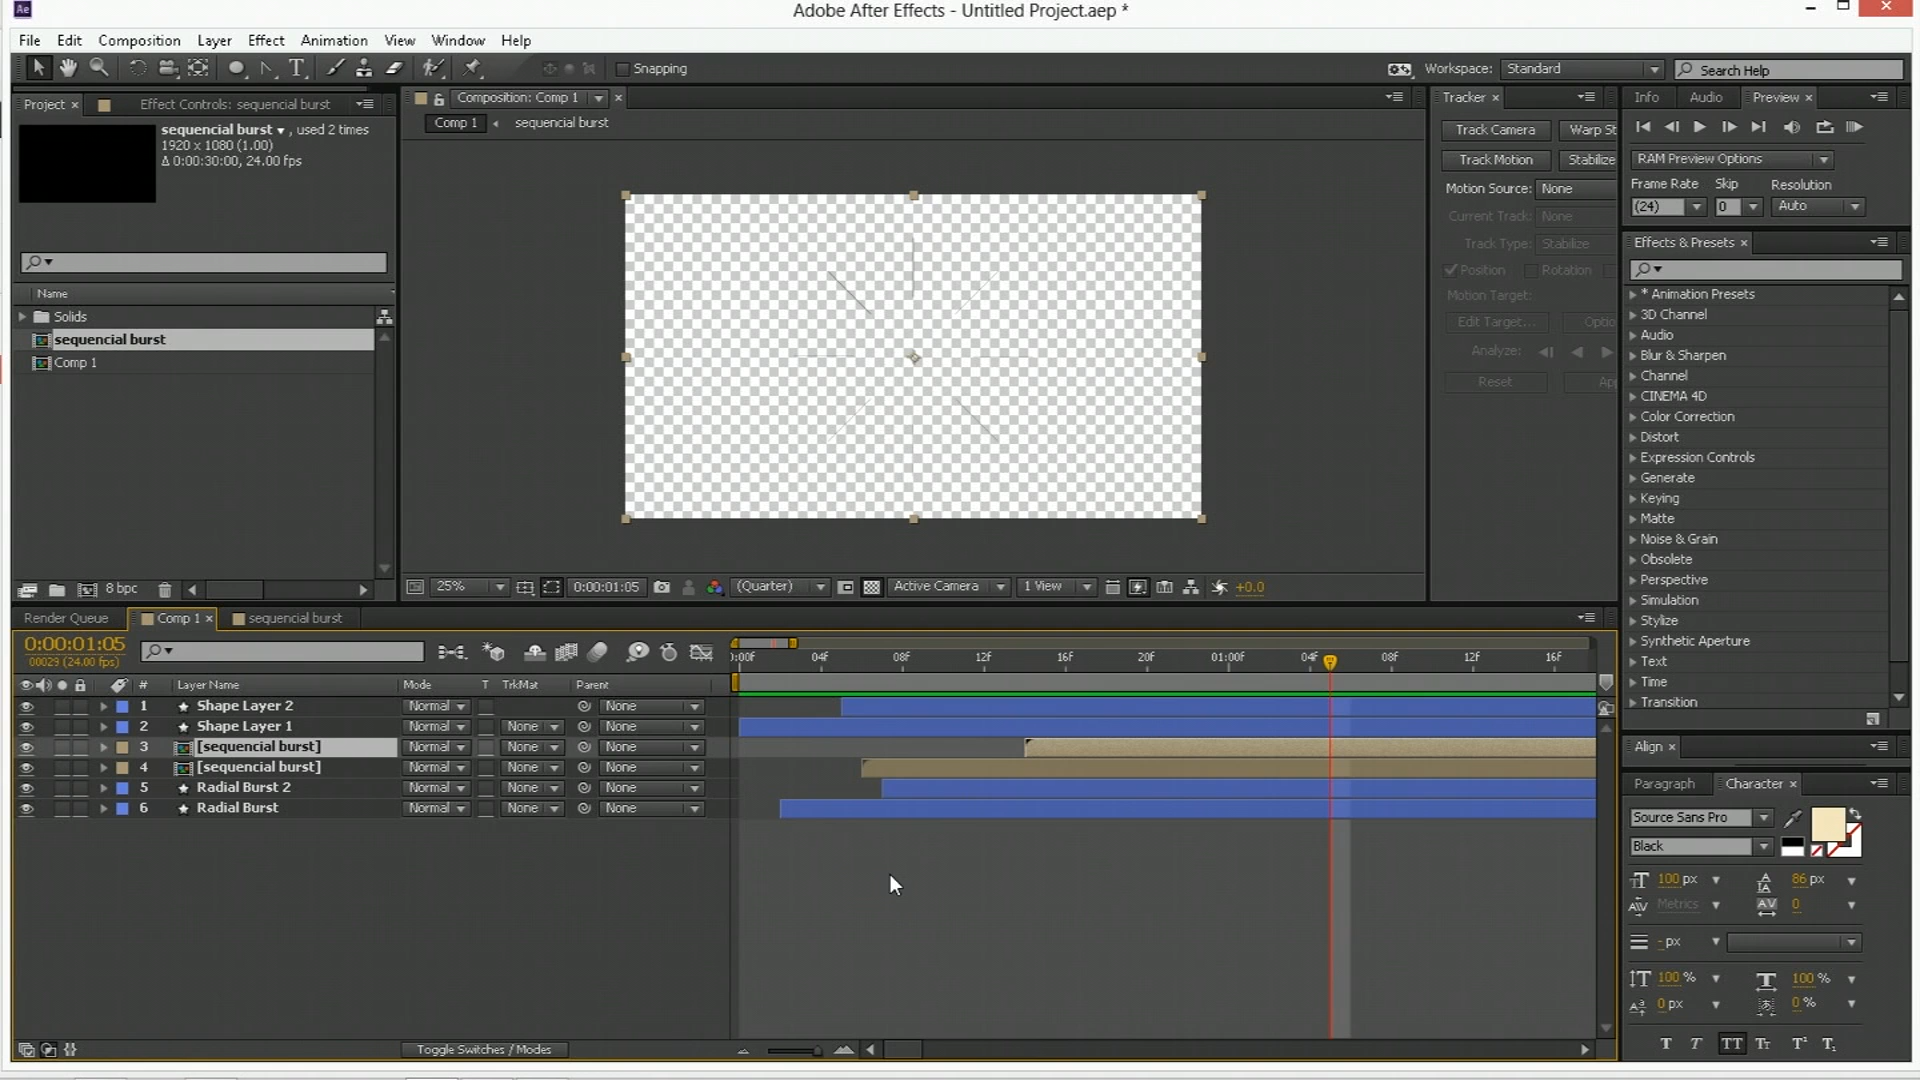 Ae
Adobe After Effects - Untitled Project.aep *
File Edit Composition Layer Effect Animation View Window Help
Snapping
Workspace: Standard
Search Help
Project × Effect Controls: sequencial burst
sequencial burst , used 2 times
1920 x 1080 (1.00)
Δ 0:00:30:00, 24.00 fps
Name
Solids
sequencial burst
Comp 1
8 bpc
Composition: Comp 1 ×
Comp 1 sequencial burst
25% 0:00:01:05 (Quarter) Active Camera 1 View +0.0
Tracker ×
Track Camera Warp St
Track Motion Stabilize
Motion Source: None
Current Track: None
Track Type: Stabilize
Position Rotation
Motion Target:
Edit Target... Optio
Analyze:
Reset Ap
Info Audio Preview ×
RAM Preview Options
Frame Rate Skip Resolution
(24) 0 Auto
Effects & Presets ×
* Animation Presets
3D Channel
Audio
Blur & Sharpen
Channel
CINEMA 4D
Color Correction
Distort
Expression Controls
Generate
Keying
Matte
Noise & Grain
Obsolete
Perspective
Simulation
Stylize
Synthetic Aperture
Text
Time
Transition
Align ×
Paragraph Character ×
Source Sans Pro
Black
100 px 86 px
Metrics 0
- px
100 % 100 %
0 px 0 %
T T TT Tt T¹ T₁
Render Queue Comp 1 × sequencial burst
0:00:01:05
00029 (24.00 fps)
):00f 04f 08f 12f 16f 20f 01:00f 04f 08f 12f 16f
# Layer Name Mode T TrkMat Parent
1 Shape Layer 2 Normal None
2 Shape Layer 1 Normal None None
3 [sequencial burst] Normal None None
4 [sequencial burst] Normal None None
5 Radial Burst 2 Normal None None
6 Radial Burst Normal None None
Toggle Switches / Modes